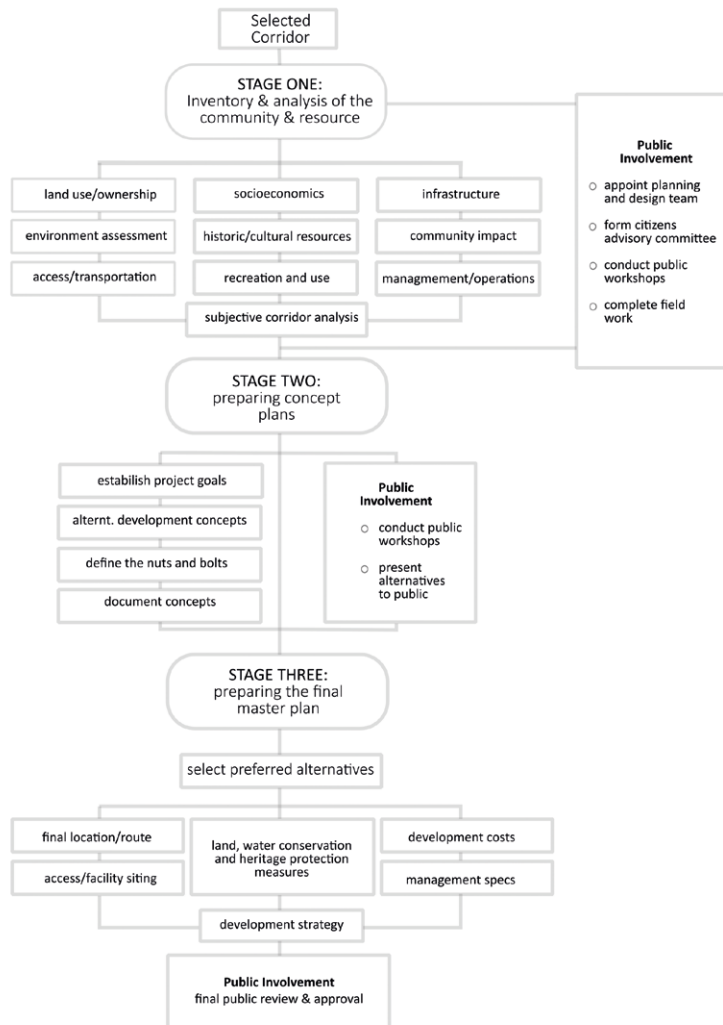 Selected
Corridor
STAGE ONE:
Inventory & analysis of the
community & resource
Public
Involvement
○ appoint planning
and design team
○ form citizens
advisory committee
○ conduct public
workshops
○ complete field
work
land use/ownership
socioeconomics
infrastructure
environment assessment
historic/cultural resources
community impact
access/transportation
recreation and use
managmement/operations
subjective corridor analysis
STAGE TWO:
preparing concept
plans
estabilish project goals
alternt. development concepts
define the nuts and bolts
document concepts
Public
Involvement
○ conduct public
workshops
○ present
alternatives
to public
STAGE THREE:
preparing the final
master plan
select preferred alternatives
final location/route
land, water conservation
and heritage protection
measures
development costs
access/facility siting
management specs
development strategy
Public Involvement
final public review & approval